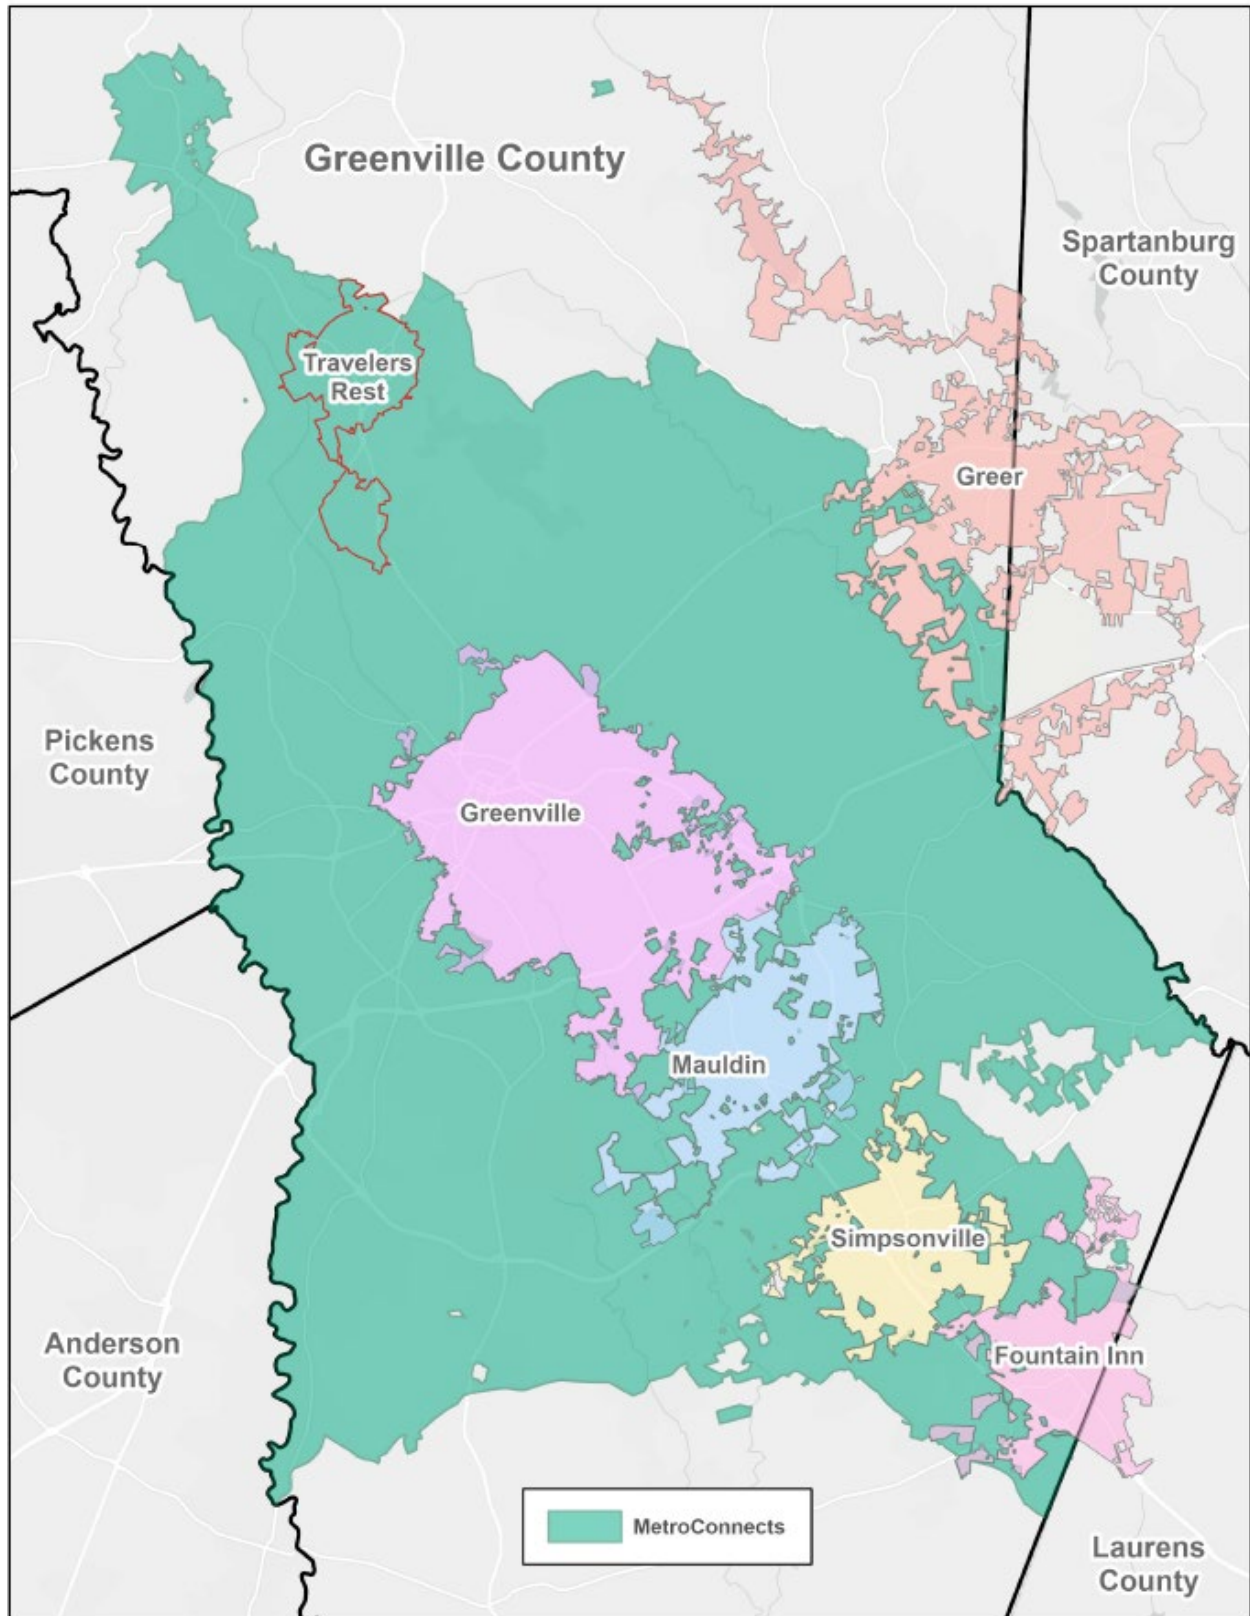 Greenville County
Spartanburg
County
Travelers
Rest
Greer
Pickens
County
Greenville
Mauldin
Simpsonville
Anderson
County
Fountain Inn
MetroConnects
Laurens
County